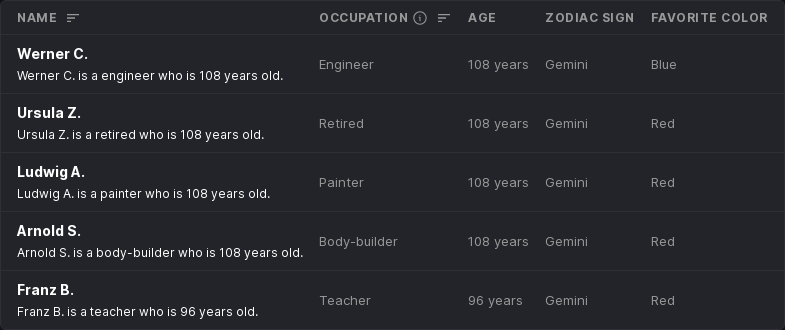 NAME OCCUPATION AGE ZODIAC SIGN FAVORITE COLOR
Werner C.
Werner C. is a engineer who is 108 years old.
Engineer 108 years Gemini Blue
Ursula Z.
Ursula Z. is a retired who is 108 years old.
Retired 108 years Gemini Red
Ludwig A.
Ludwig A. is a painter who is 108 years old.
Painter 108 years Gemini Red
Arnold S.
Arnold S. is a body-builder who is 108 years old.
Body-builder 108 years Gemini Red
Franz B.
Franz B. is a teacher who is 96 years old.
Teacher 96 years Gemini Red